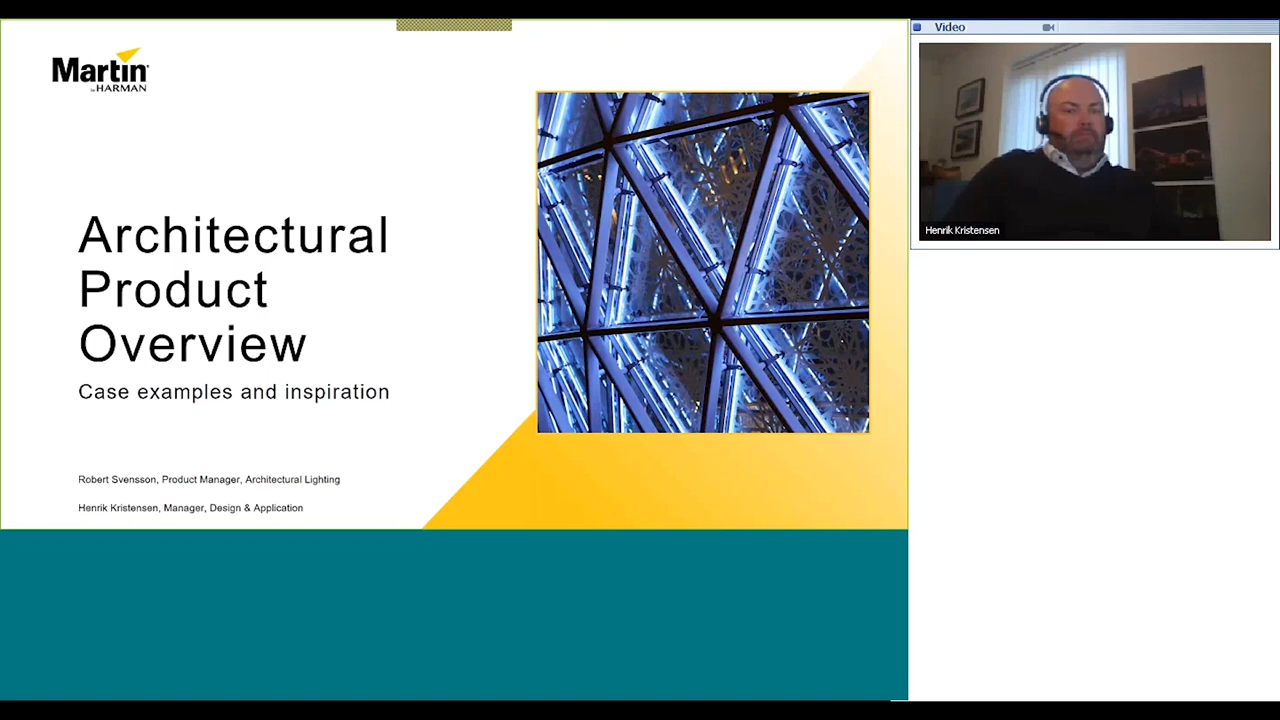 Martin
by HARMAN
Architectural
Product
Overview
Case examples and inspiration
Robert Svensson, Product Manager, Architectural Lighting
Henrik Kristensen, Manager, Design & Application
Video
Henrik Kristensen